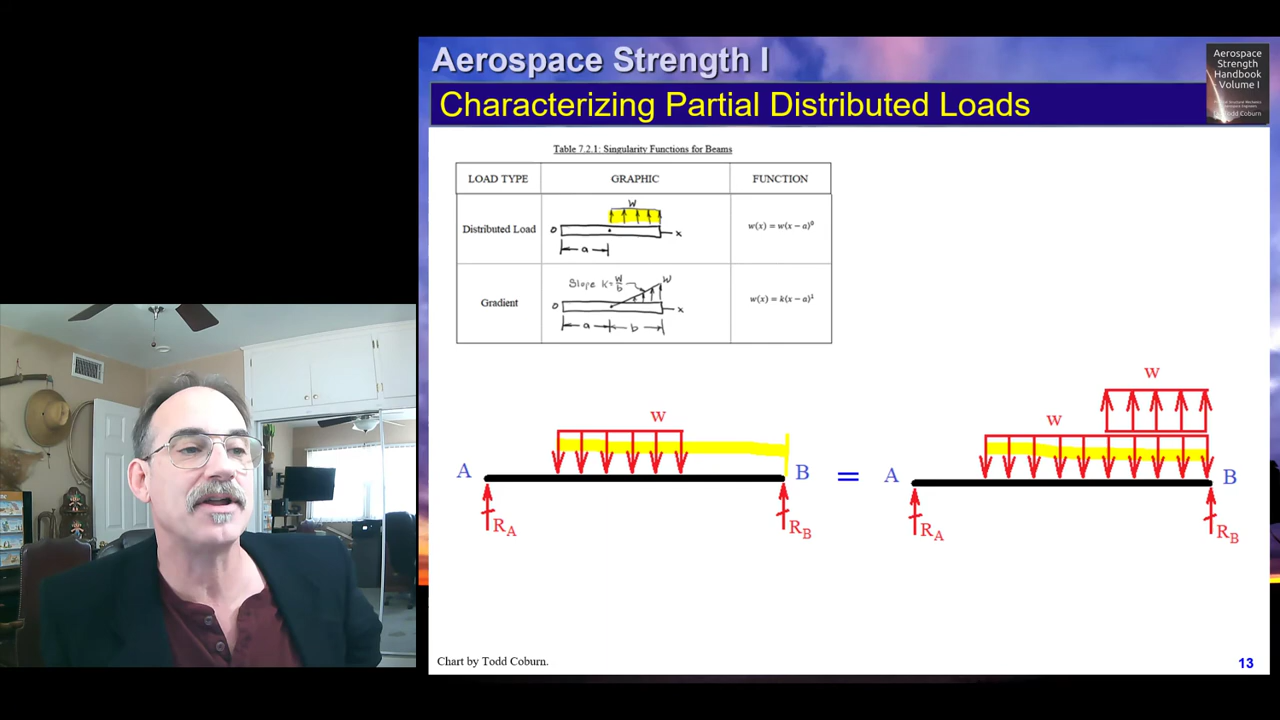 Aerospace Strength I
Aerospace
Strength
Handbook
Volume I
Characterizing Partial Distributed Loads
Table 7.2.1: Singularity Functions for Beams
LOAD TYPE GRAPHIC FUNCTION
Distributed Load
W
O x
a
w(x) = w⟨x − a⟩⁰
Gradient
Slope K = W/b
W
O x
a b
w(x) = k⟨x − a⟩¹
w
A B
R_A R_B
=
w
w
A B
R_A R_B
Chart by Todd Coburn.
13